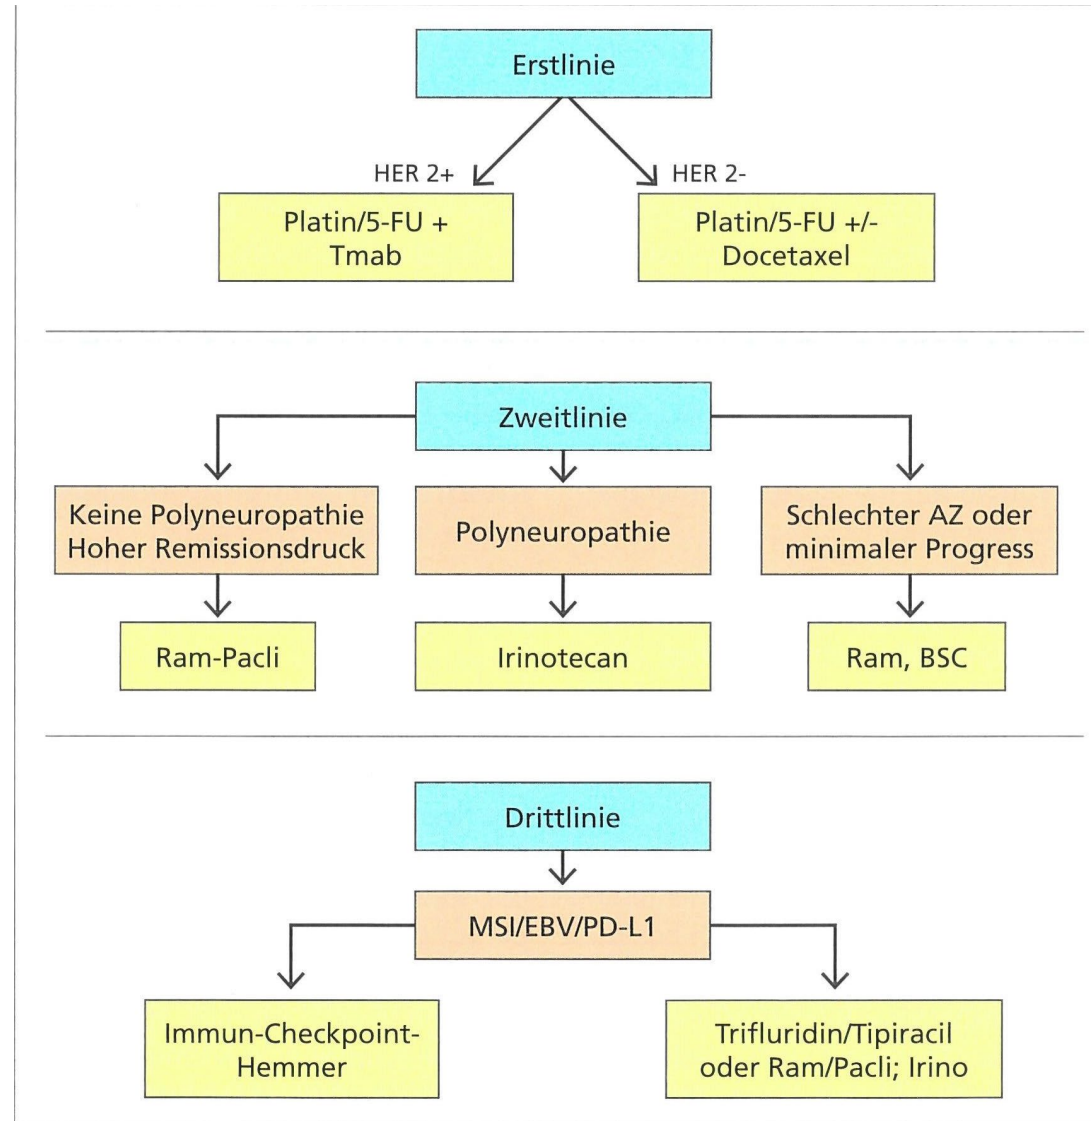 Erstlinie
HER 2+
HER 2-
Platin/5-FU +
Tmab
Platin/5-FU +/-
Docetaxel
Zweitlinie
Keine Polyneuropathie
Hoher Remissionsdruck
Polyneuropathie
Schlechter AZ oder
minimaler Progress
Ram-Pacli
Irinotecan
Ram, BSC
Drittlinie
MSI/EBV/PD-L1
Immun-Checkpoint-
Hemmer
Trifluridin/Tipiracil
oder Ram/Pacli; Irino